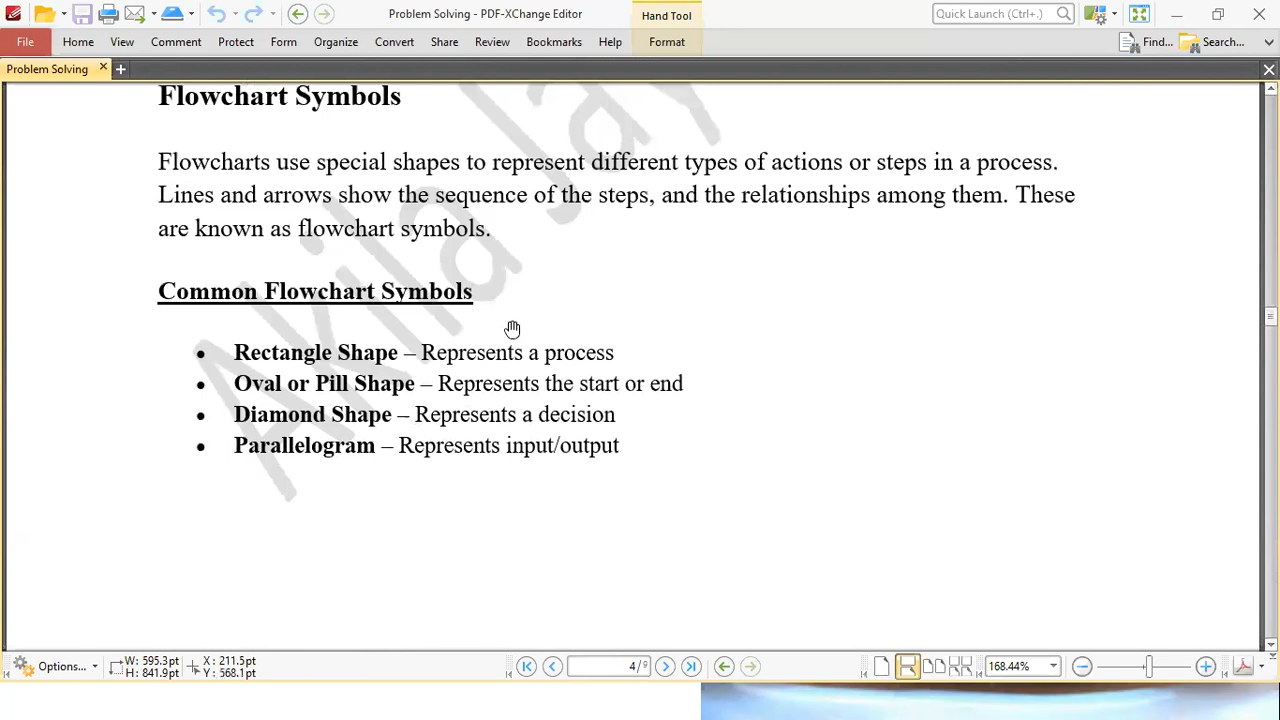 Problem Solving - PDF-XChange Editor
Hand Tool
Quick Launch (Ctrl+.)
File Home View Comment Protect Form Organize Convert Share Review Bookmarks Help Format Find... Search...
Problem Solving
Flowchart Symbols
Flowcharts use special shapes to represent different types of actions or steps in a process.
Lines and arrows show the sequence of the steps, and the relationships among them. These
are known as flowchart symbols.
Common Flowchart Symbols
• Rectangle Shape – Represents a process
• Oval or Pill Shape – Represents the start or end
• Diamond Shape – Represents a decision
• Parallelogram – Represents input/output
Akila Jay
Options... W: 595.3pt X: 211.5pt 4/9 168.44%
H: 841.9pt Y: 568.1pt